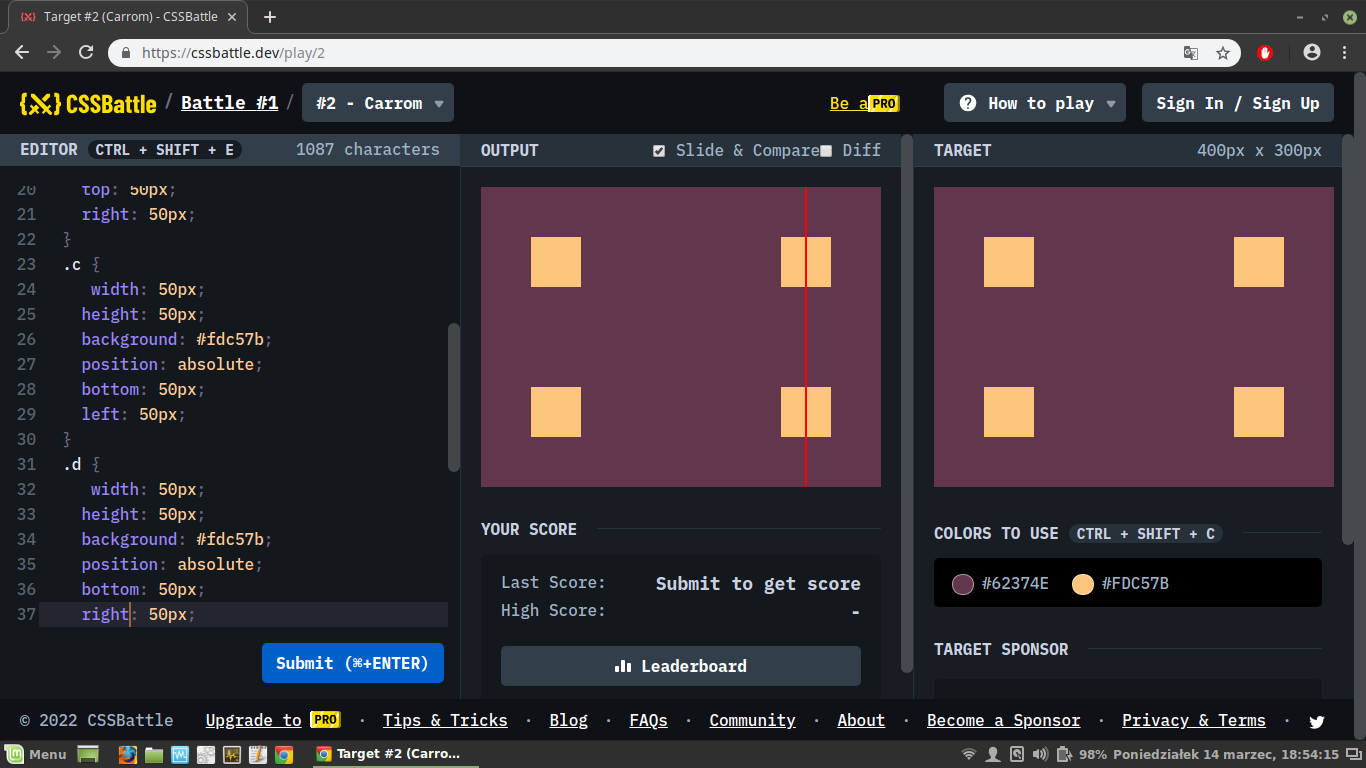 Target #2 (Carrom) - CSSBattle
https://cssbattle.dev/play/2
{X} CSSBattle / Battle #1 / #2 - Carrom
Be a PRO
How to play
Sign In / Sign Up
EDITOR CTRL + SHIFT + E 1087 characters
20 top: 50px;
21 right: 50px;
22 }
23 .c {
24 width: 50px;
25 height: 50px;
26 background: #fdc57b;
27 position: absolute;
28 bottom: 50px;
29 left: 50px;
30 }
31 .d {
32 width: 50px;
33 height: 50px;
34 background: #fdc57b;
35 position: absolute;
36 bottom: 50px;
37 right: 50px;
Submit (⌘+ENTER)
OUTPUT Slide & Compare Diff
YOUR SCORE
Last Score: Submit to get score
High Score: -
Leaderboard
TARGET 400px x 300px
COLORS TO USE CTRL + SHIFT + C
#62374E #FDC57B
TARGET SPONSOR
© 2022 CSSBattle Upgrade to PRO · Tips & Tricks · Blog · FAQs · Community · About · Become a Sponsor · Privacy & Terms ·
Menu
Target #2 (Carro...
98% Poniedziałek 14 marzec, 18:54:15